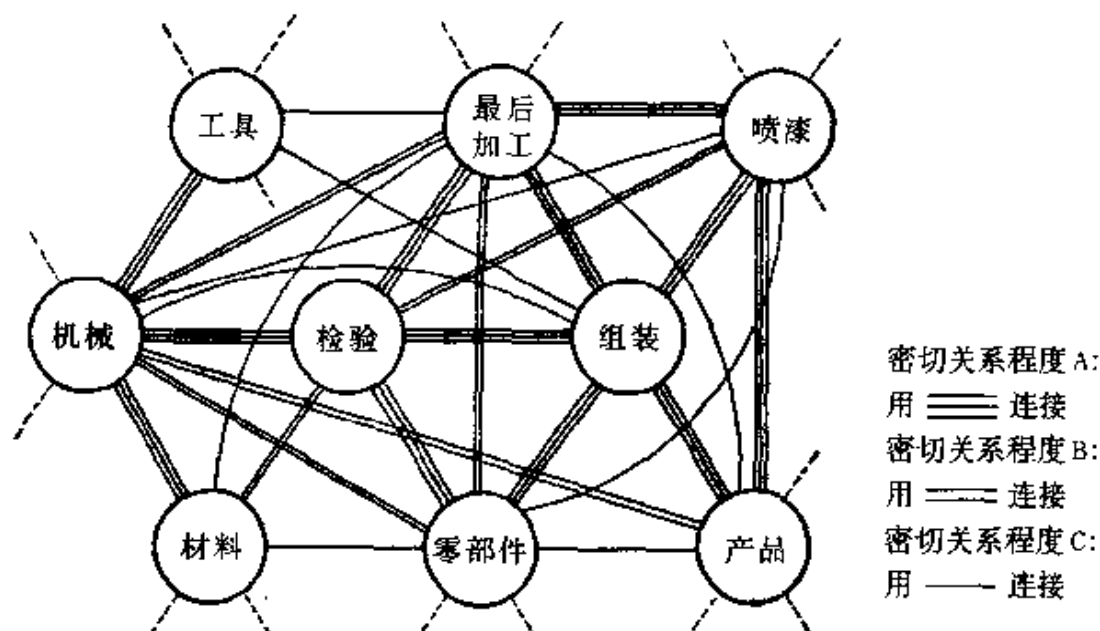 工具
最后
加工
喷漆
机械
检验
组装
材料
零部件
产品
密切关系程度A:
用 连接
密切关系程度B:
用 连接
密切关系程度C:
用 连接